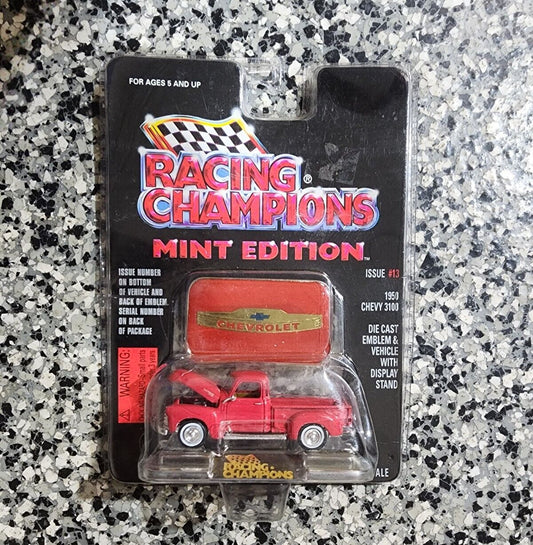 FOR AGES 5 AND UP
RACING®
CHAMPIONS
MINT EDITION™
ISSUE NUMBER
ON BOTTOM
OF VEHICLE AND
BACK OF EMBLEM.
SERIAL NUMBER
ON BACK
OF PACKAGE
ISSUE #13
1950
CHEVY 3100
DIE CAST
EMBLEM &
VEHICLE
WITH
DISPLAY
STAND
CHEVROLET
WARNING:
RACING
CHAMPIONS
ALE